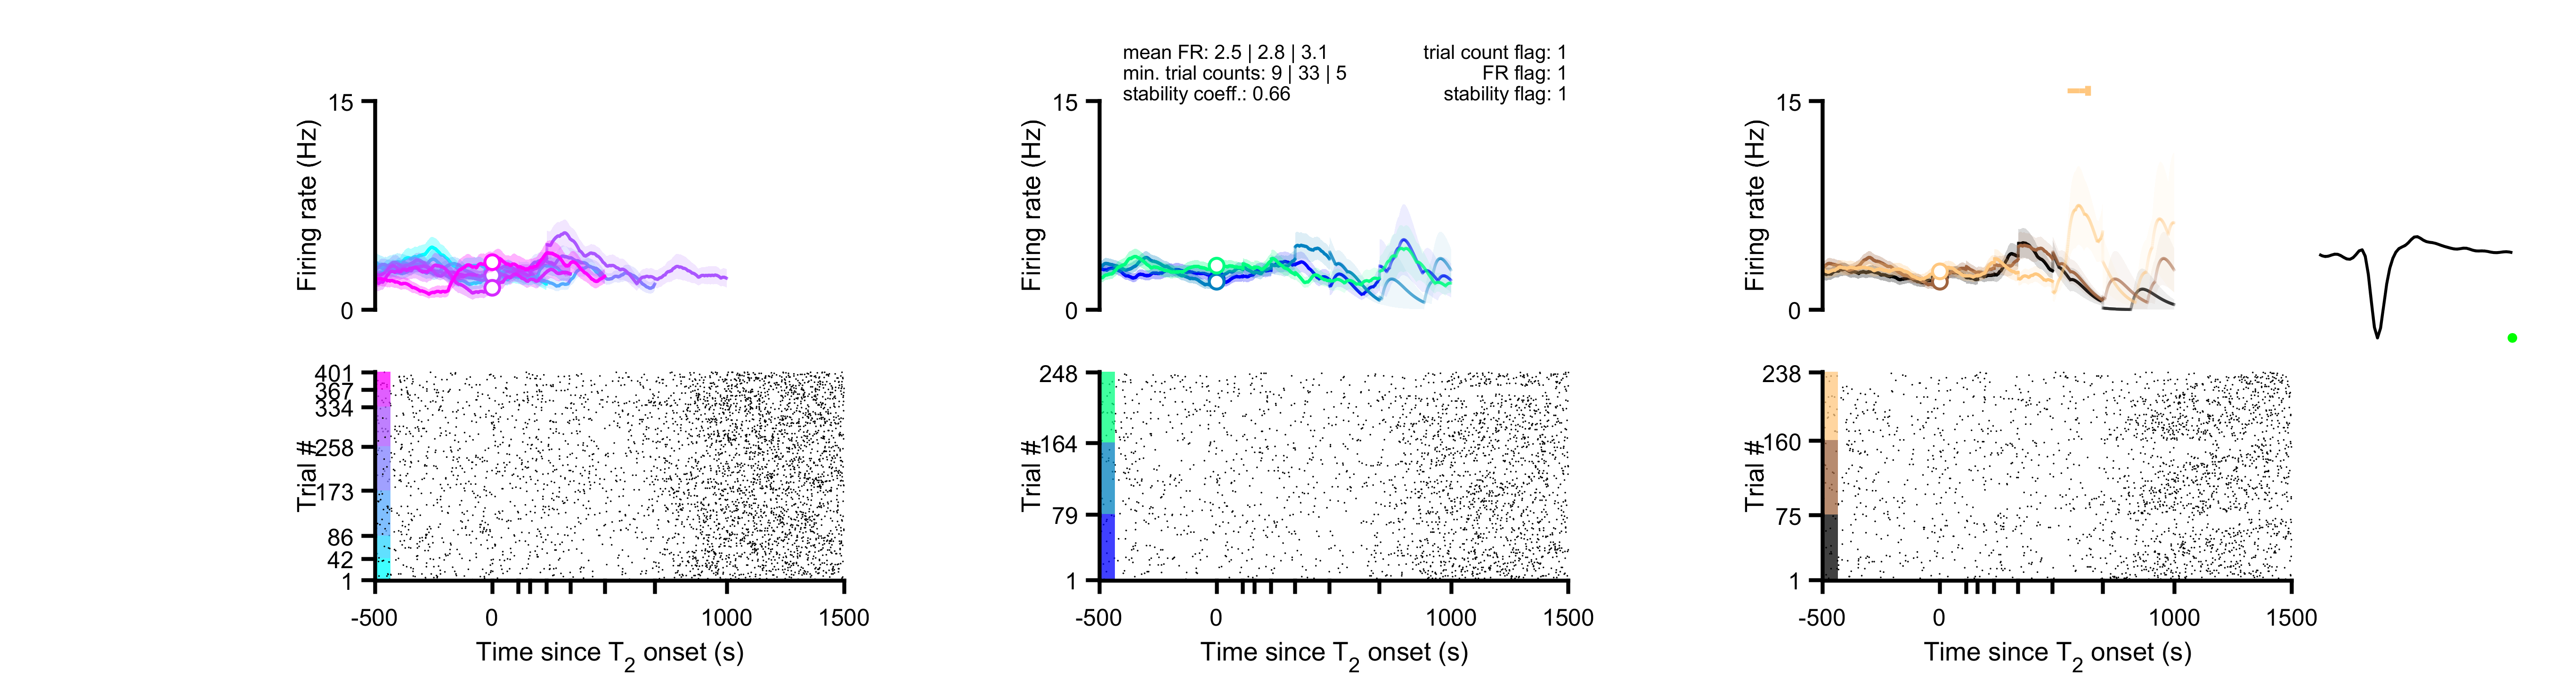 mean FR: 2.5 | 2.8 | 3.1
min. trial counts: 9 | 33 | 5
stability coeff.: 0.66
trial count flag: 1
FR flag: 1
stability flag: 1
15
Firing rate (Hz)
0
15
Firing rate (Hz)
0
15
Firing rate (Hz)
0
401
367
334
258
173
86
42
1
Trial #
-500
0
1000
1500
Time since T2 onset (s)
248
164
79
1
Trial #
-500
0
1000
1500
Time since T2 onset (s)
238
160
75
1
Trial #
-500
0
1000
1500
Time since T2 onset (s)